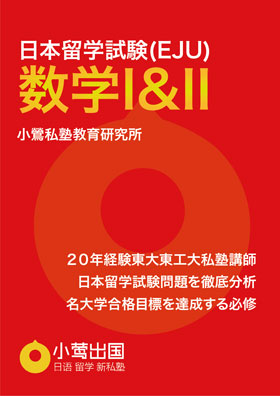 日本留学試験(EJU)
数学I&II
小鷺私塾教育研究所
20年経験東大東工大私塾講師
日本留学試験問題を徹底分析
名大学合格目標を達成する必修
小莺出国
日语 留学 新私塾